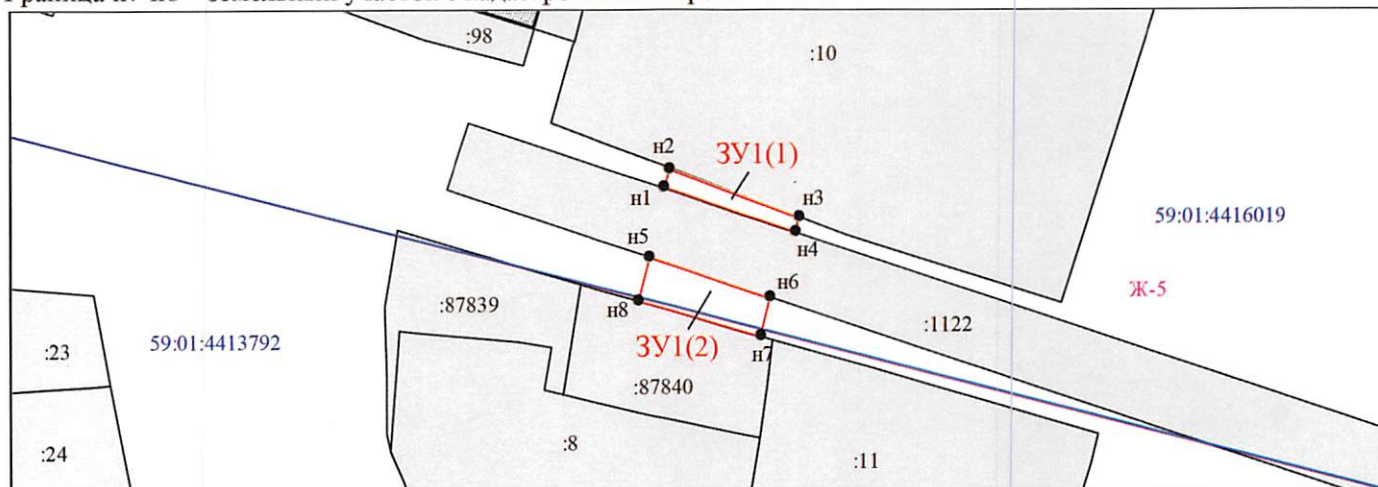 :98
:10
н2
ЗУ1(1)
н1
н3
59:01:4416019
н4
н5
н6
Ж-5
:87839
н8
:1122
:23
59:01:4413792
ЗУ1(2)
н7
:87840
:8
:24
:11